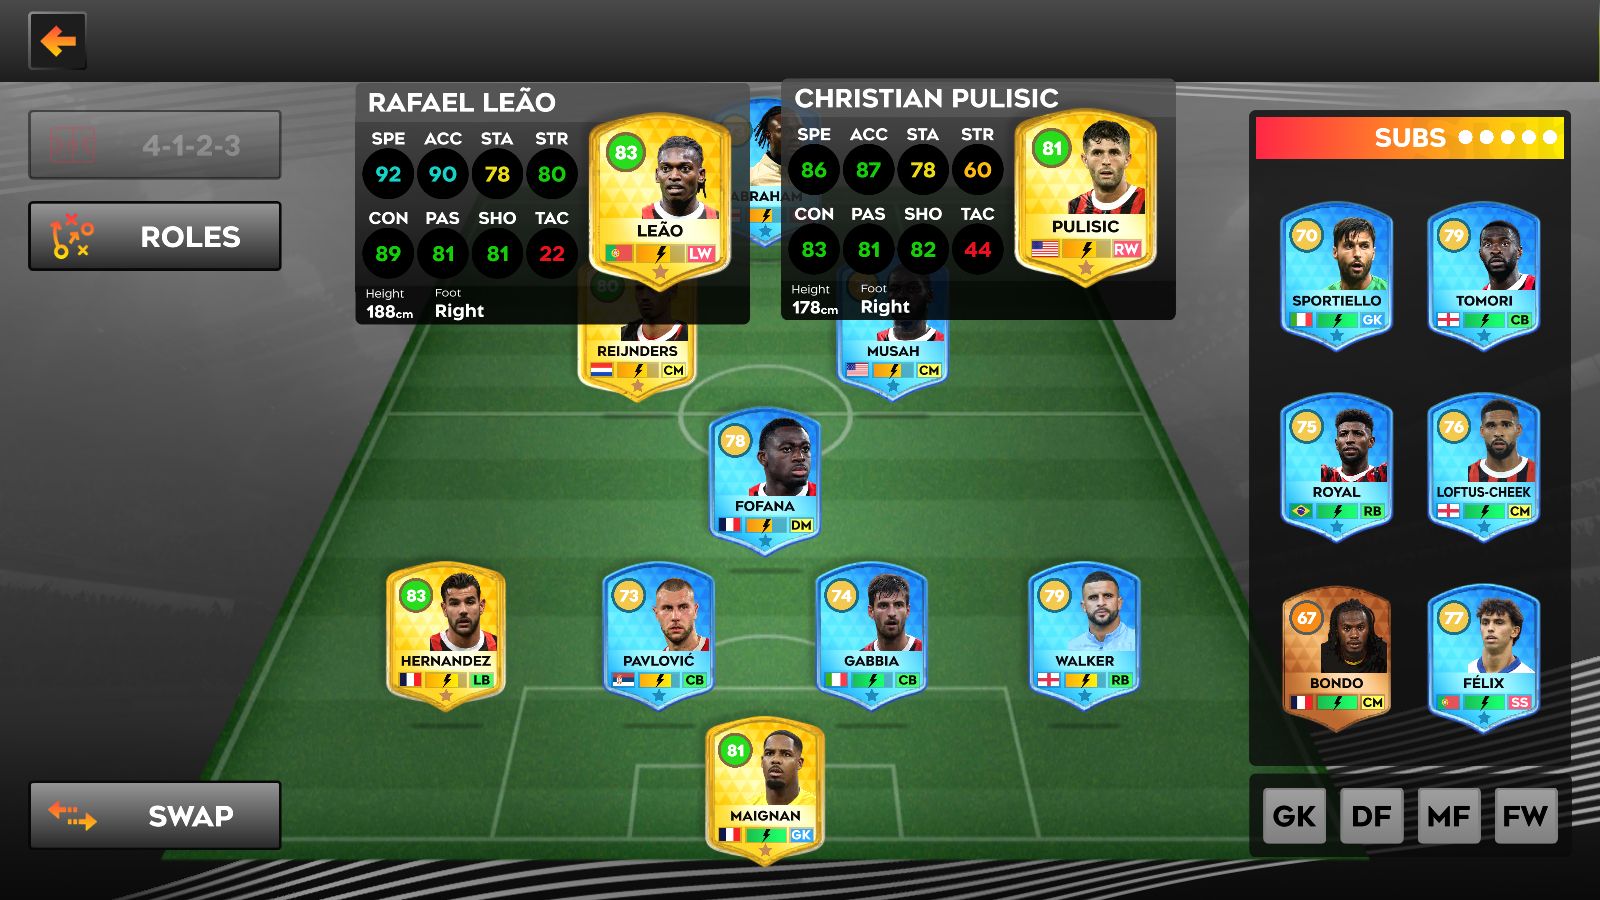 4-1-2-3
ROLES
SWAP
RAFAEL LEÃO
SPE ACC STA STR
92 90 78 80
CON PAS SHO TAC
89 81 81 22
Height Foot
188cm Right
83
LEÃO
LW
ABRAHAM
CHRISTIAN PULISIC
SPE ACC STA STR
86 87 78 60
CON PAS SHO TAC
83 81 82 44
Height Foot
178cm Right
81
PULISIC
RW
80
REIJNDERS
CM
MUSAH
CM
78
FOFANA
DM
83
HERNANDEZ
LB
73
PAVLOVIĆ
CB
74
GABBIA
CB
79
WALKER
RB
81
MAIGNAN
GK
SUBS
70
SPORTIELLO
GK
79
TOMORI
CB
75
ROYAL
RB
76
LOFTUS-CHEEK
CM
67
BONDO
CM
77
FÉLIX
SS
GK DF MF FW